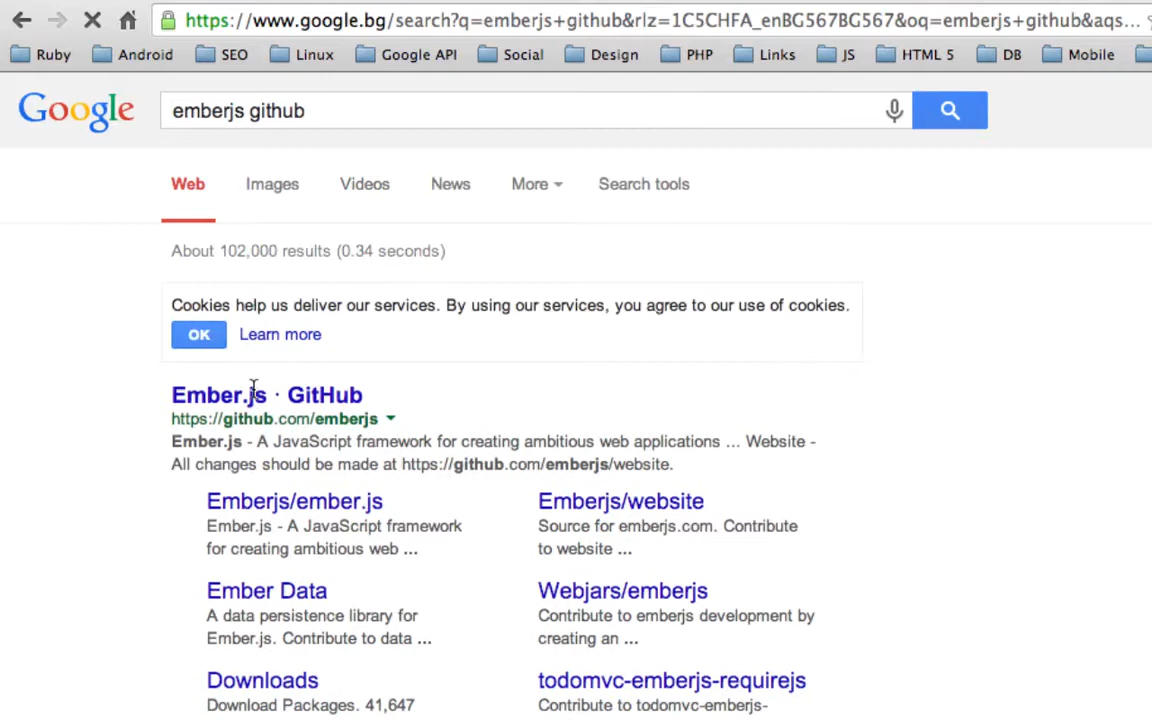 https://www.google.bg/search?q=emberjs+github&rlz=1C5CHFA_enBG567BG567&oq=emberjs+github&aqs...
Ruby Android SEO Linux Google API Social Design PHP Links JS HTML 5 DB Mobile
Google emberjs github
Web Images Videos News More Search tools
About 102,000 results (0.34 seconds)
Cookies help us deliver our services. By using our services, you agree to our use of cookies.
OK Learn more
Ember.js · GitHub
https://github.com/emberjs
Ember.js - A JavaScript framework for creating ambitious web applications ... Website -
All changes should be made at https://github.com/emberjs/website.
Emberjs/ember.js
Ember.js - A JavaScript framework
for creating ambitious web ...
Emberjs/website
Source for emberjs.com. Contribute
to website ...
Ember Data
A data persistence library for
Ember.js. Contribute to data ...
Webjars/emberjs
Contribute to emberjs development by
creating an ...
Downloads
Download Packages. 41,647
todomvc-emberjs-requirejs
Contribute to todomvc-emberjs-